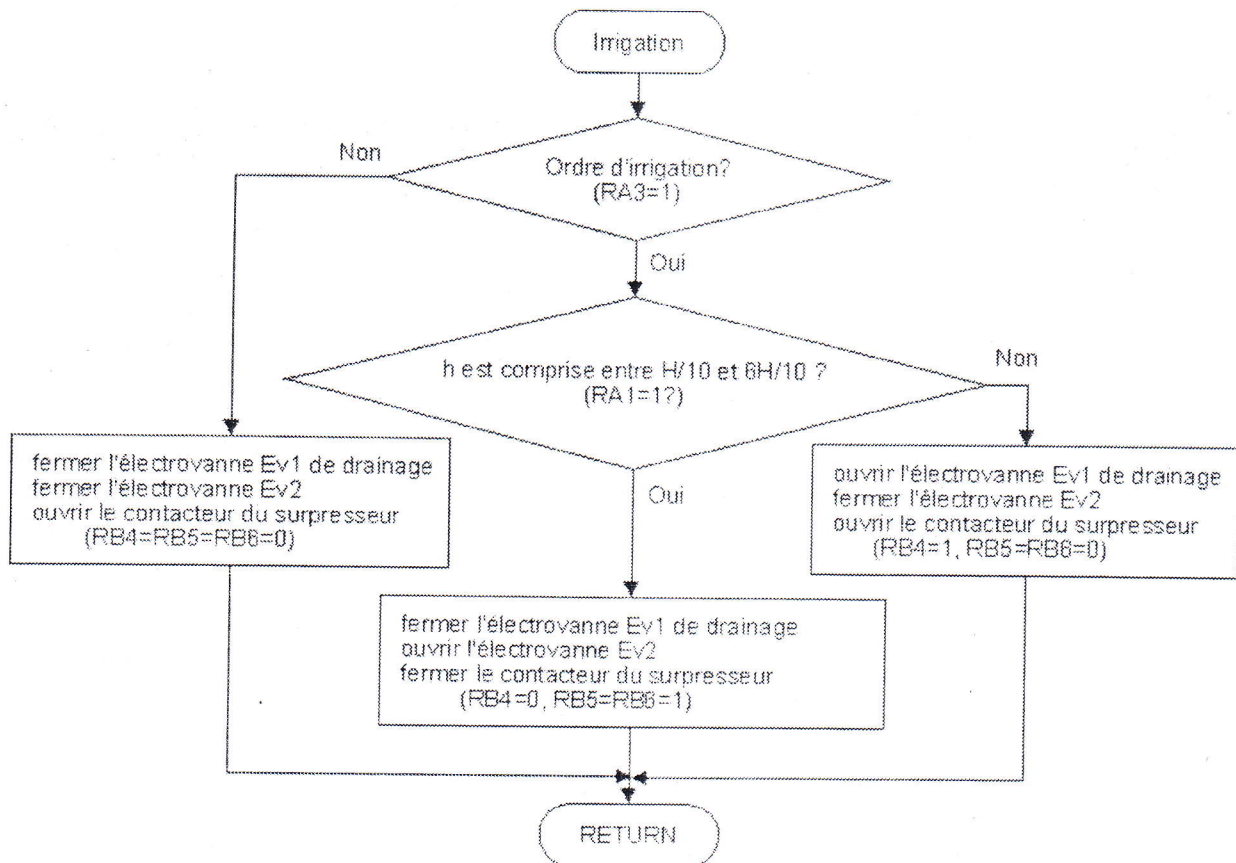 Irrigation
Non
Ordre d'irrigation?
(RA3=1)
Oui
h est comprise entre H/10 et 6H/10 ?
(RA1=1?)
Non
fermer l'électrovanne Ev1 de drainage
fermer l'électrovanne Ev2
ouvrir le contacteur du surpresseur
(RB4=RB5=RB6=0)
Oui
ouvrir l'électrovanne Ev1 de drainage
fermer l'électrovanne Ev2
ouvrir le contacteur du surpresseur
(RB4=1, RB5=RB6=0)
fermer l'électrovanne Ev1 de drainage
ouvrir l'électrovanne Ev2
fermer le contacteur du surpresseur
(RB4=0, RB5=RB6=1)
RETURN